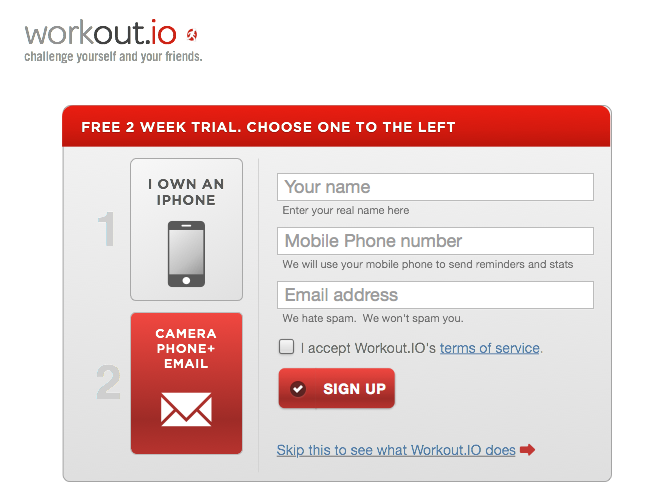 workout.io
challenge yourself and your friends.
FREE 2 WEEK TRIAL. CHOOSE ONE TO THE LEFT
1
I OWN AN
IPHONE
2
CAMERA
PHONE+
EMAIL
Your name
Enter your real name here
Mobile Phone number
We will use your mobile phone to send reminders and stats
Email address
We hate spam. We won't spam you.
I accept Workout.IO's terms of service.
SIGN UP
Skip this to see what Workout.IO does